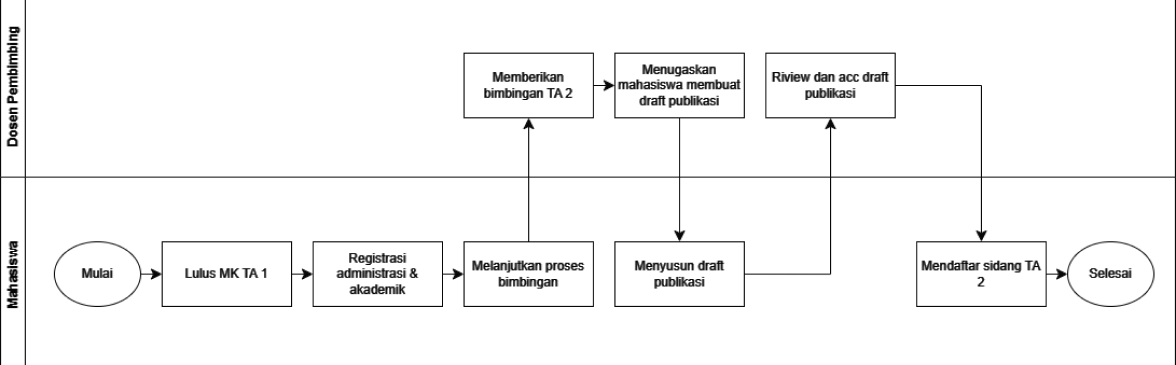 Dosen Pembimbing
Memberikan
bimbingan TA 2
Menugaskan
mahasiswa membuat
draft publikasi
Riview dan acc draft
publikasi
Mahasiswa
Mulai
Lulus MK TA 1
Registrasi
administrasi &
akademik
Melanjutkan proses
bimbingan
Menyusun draft
publikasi
Mendaftar sidang TA
2
Selesai